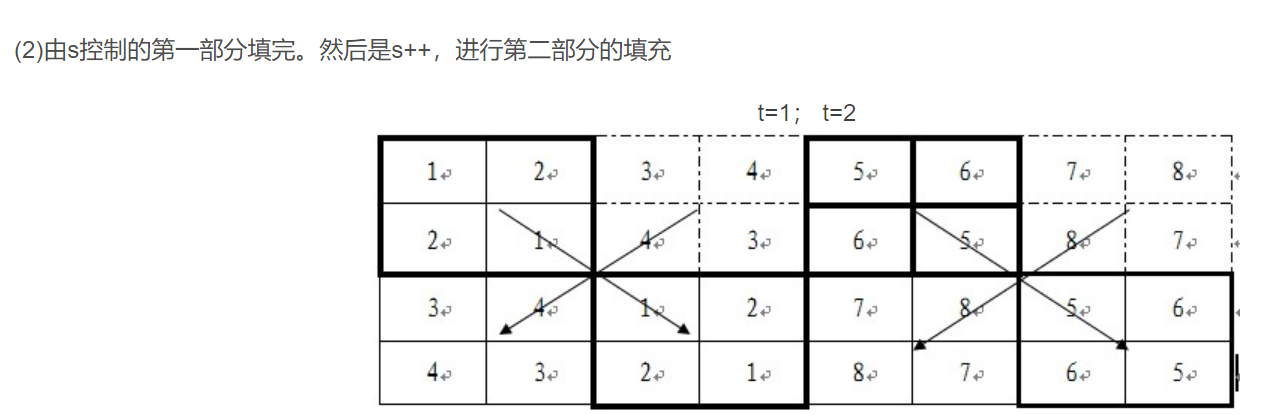 (2)由s控制的第一部分填完。然后是s++，进行第二部分的填充
t=1； t=2
1 2 3 4 5 6 7 8
2 1 4 3 6 5 8 7
3 4 1 2 7 8 5 6
4 3 2 1 8 7 6 5